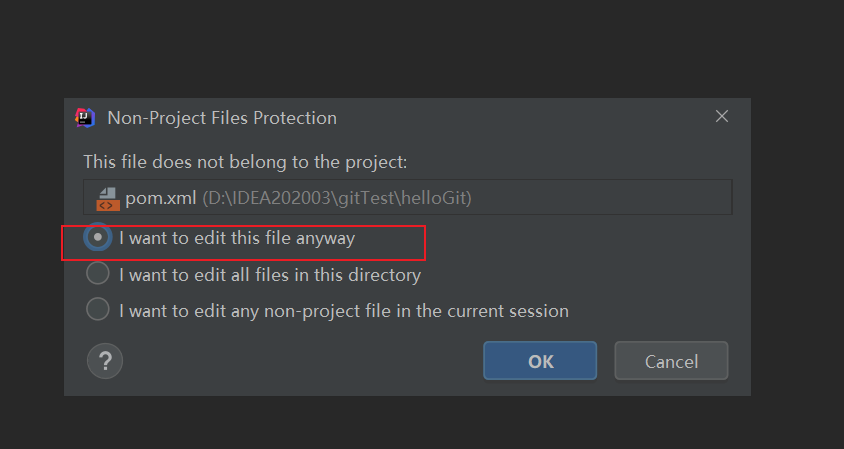 IJ
Non-Project Files Protection
This file does not belong to the project:
<> pom.xml (D:\IDEA202003\gitTest\helloGit)
I want to edit this file anyway
I want to edit all files in this directory
I want to edit any non-project file in the current session
? OK Cancel